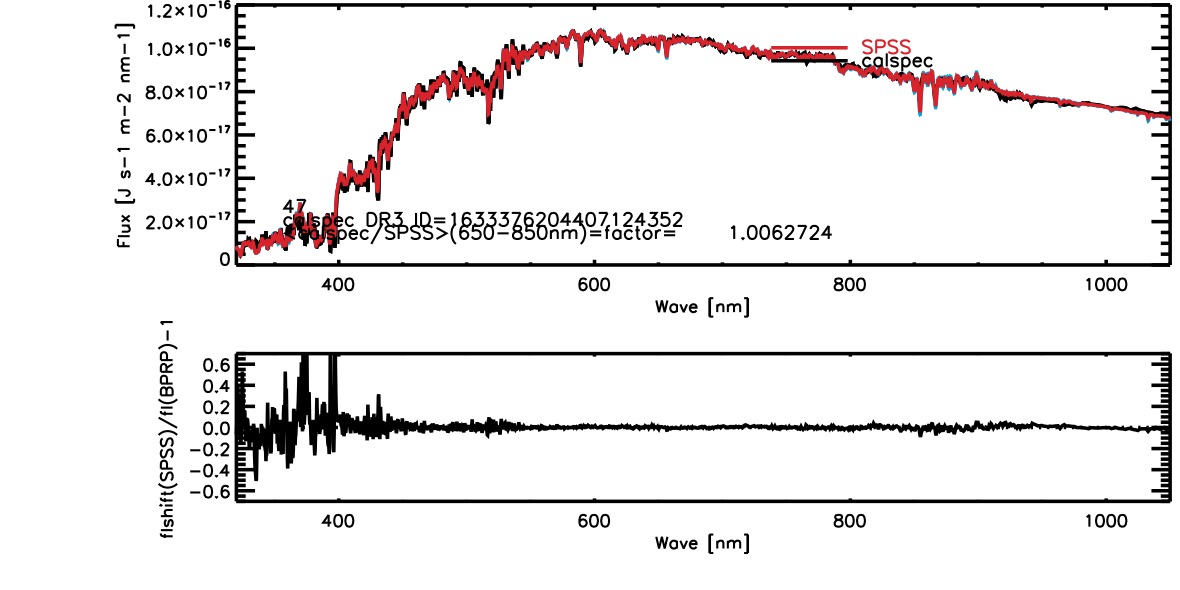 1.2×10−16
1.0×10−16
8.0×10−17
6.0×10−17
4.0×10−17
2.0×10−17
0
Flux [J s−1 m−2 nm−1]
SPSS
calspec
47
calspec DR3 ID=1633376204407124352
<calspec/SPSS>(650−850nm)=factor= 1.0062724
400 600 800 1000
Wave [nm]
flshift(SPSS)/fl(BPRP)−1
0.6
0.4
0.2
0.0
−0.2
−0.4
−0.6
400 600 800 1000
Wave [nm]